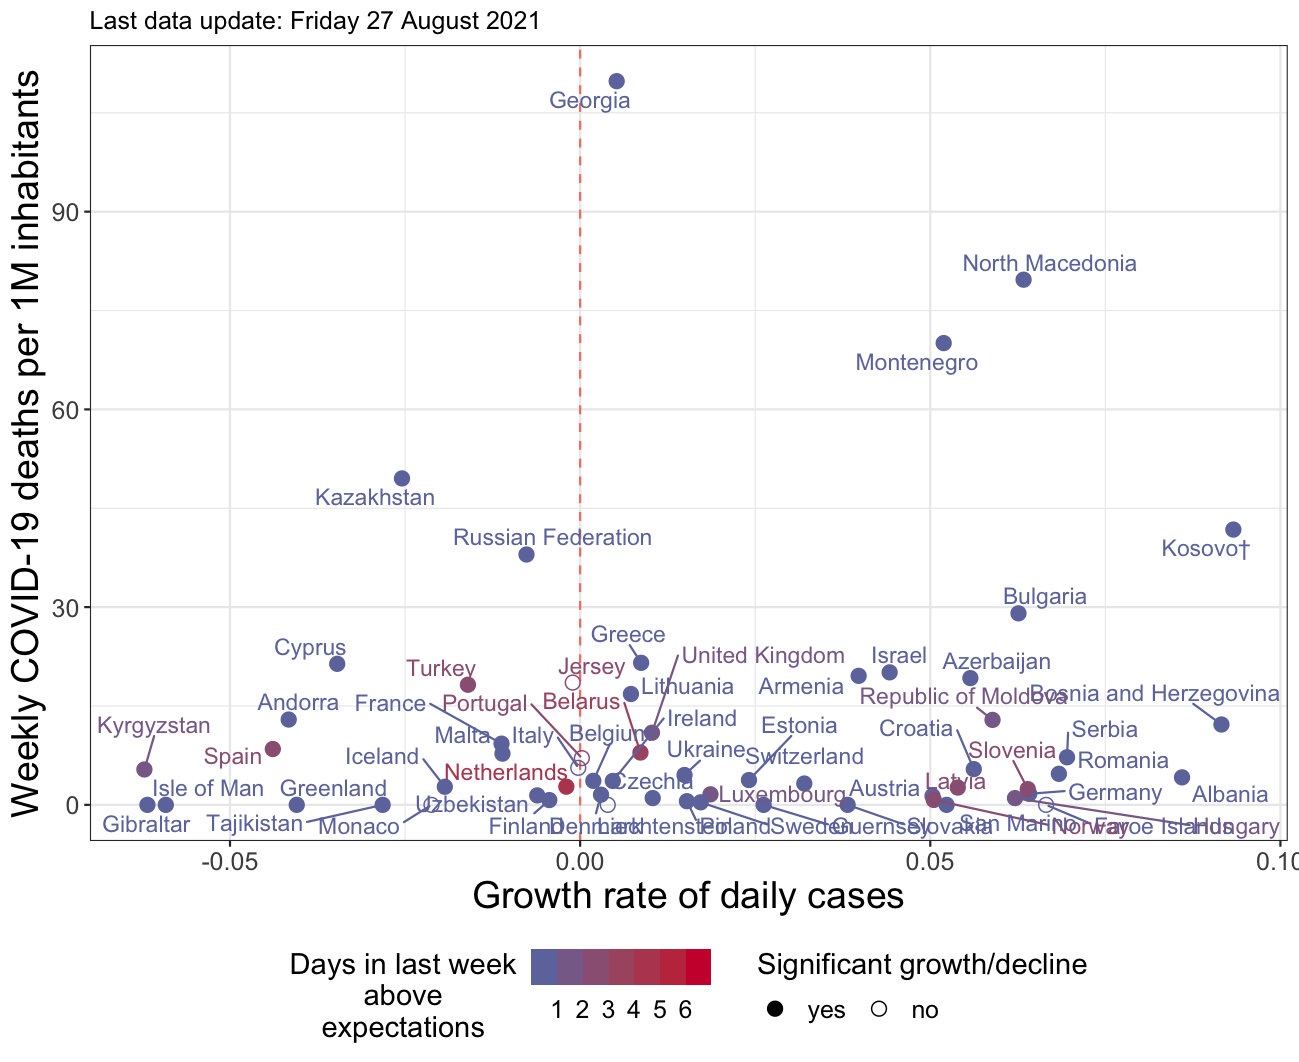 Last data update: Friday 27 August 2021
Weekly COVID-19 deaths per 1M inhabitants
90
60
30
0
Georgia
North Macedonia
Montenegro
Kazakhstan
Russian Federation
Kosovo†
Bulgaria
Greece
Cyprus
United Kingdom
Israel
Azerbaijan
Turkey
Jersey
Lithuania
Armenia
Republic of Moldova
Bosnia and Herzegovina
Andorra
France
Portugal
Belarus
Kyrgyzstan
Ireland
Estonia
Croatia
Serbia
Malta
Italy
Belgium
Spain
Iceland
Ukraine
Switzerland
Slovenia
Romania
Netherlands
Isle of Man
Greenland
Czechia
Luxembourg
Austria
Latvia
Germany
Albania
Uzbekistan
Gibraltar
Tajikistan
Monaco
Finland
Denmark
Liechtenstein
Poland
Sweden
Guernsey
Slovakia
San Marino
Norway
Faroe Islands
Hungary
-0.05
0.00
0.05
0.10
Growth rate of daily cases
Days in last week
above
expectations
1 2 3 4 5 6
Significant growth/decline
yes
no